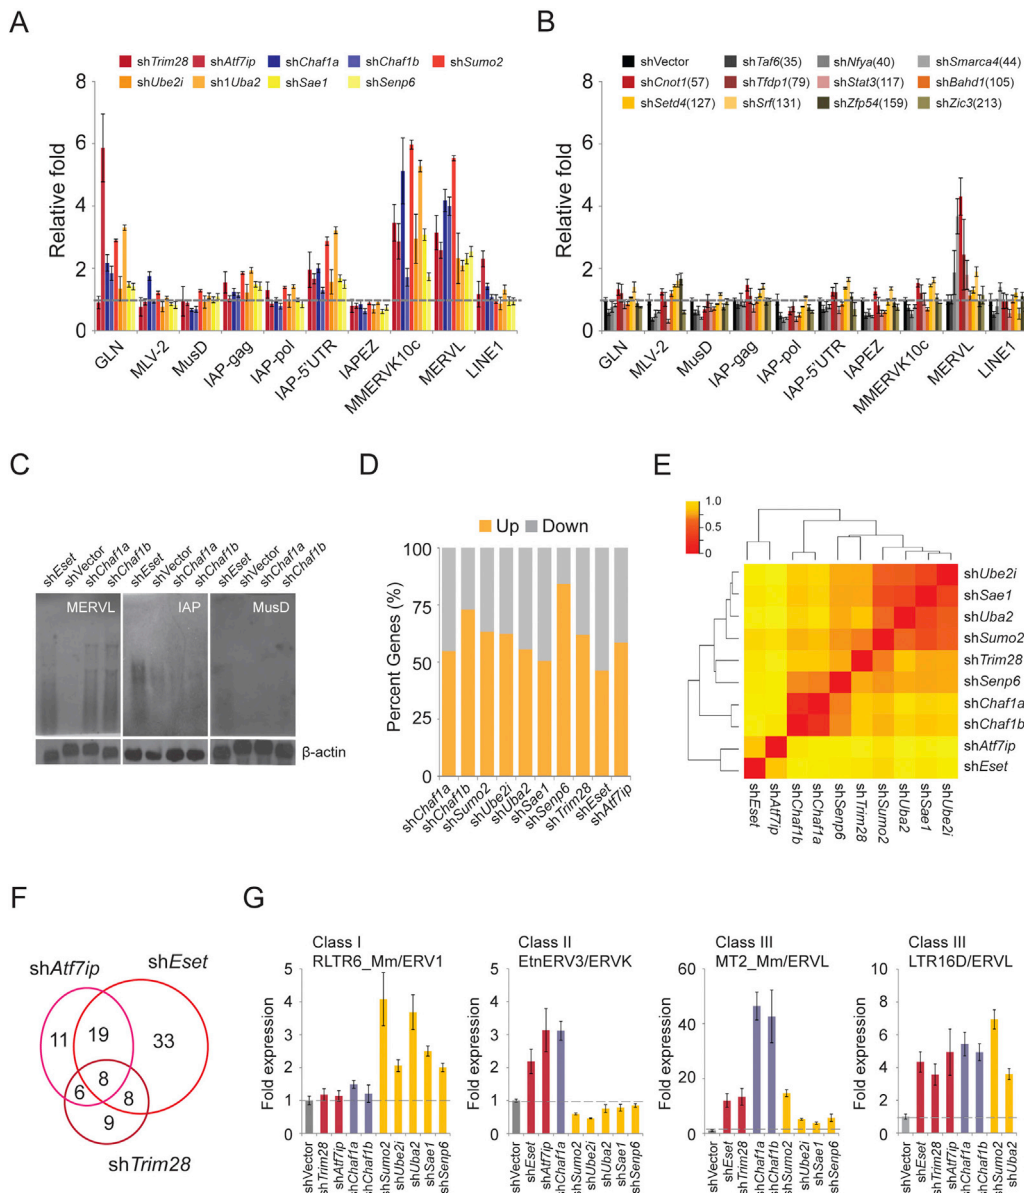 A
shTrim28 shAtf7ip shChaf1a shChaf1b shSumo2
shUbe2i sh1Uba2 shSae1 shSenp6
Relative fold
8
6
4
2
0
GLN
MLV-2
MusD
IAP-gag
IAP-pol
IAP-5'UTR
IAPEZ
MMERVK10c
MERVL
LINE1
B
shVector shTaf6(35) shNfya(40) shSmarca4(44)
shCnot1(57) shTfdp1(79) shStat3(117) shBahd1(105)
shSetd4(127) shSrf(131) shZfp54(159) shZic3(213)
Relative fold
8
6
4
2
0
GLN
MLV-2
MusD
IAP-gag
IAP-pol
IAP-5'UTR
IAPEZ
MMERVK10c
MERVL
LINE1
C
shEset
shVector
shChaf1a
shChaf1b
shEset
shVector
shChaf1a
shChaf1b
shEset
shVector
shChaf1a
shChaf1b
MERVL
IAP
MusD
β-actin
D
Up Down
Percent Genes (%)
100
75
50
25
0
shChaf1a
shChaf1b
shSumo2
shUbe2i
shUba2
shSae1
shSenp6
shTrim28
shEset
shAtf7ip
E
1.0
0.5
0
shUbe2i
shSae1
shUba2
shSumo2
shTrim28
shSenp6
shChaf1a
shChaf1b
shAtf7ip
shEset
shEset
shAtf7ip
shChaf1b
shChaf1a
shSenp6
shTrim28
shSumo2
shUba2
shSae1
shUbe2i
F
shAtf7ip
shEset
11
19
33
8
6
8
9
shTrim28
G
Class I
RLTR6_Mm/ERV1
Fold expression
5
4
3
2
1
0
shVector
shTrim28
shAtf7ip
shChaf1a
shChaf1b
shSumo2
shUbe2i
shUba2
shSae1
shSenp6
Class II
EtnERV3/ERVK
Fold expression
5
4
3
2
1
0
shVector
shEset
shAtf7ip
shChaf1a
shSumo2
shUbe2i
shUba2
shSae1
shSenp6
Class III
MT2_Mm/ERVL
Fold expression
60
40
20
0
shVector
shEset
shTrim28
shChaf1a
shChaf1b
shSumo2
shUbe2i
shSae1
shSenp6
Class III
LTR16D/ERVL
Fold expression
10
8
6
4
2
0
shVector
shEset
shTrim28
shAtf7ip
shChaf1a
shChaf1b
shSumo2
shUba2